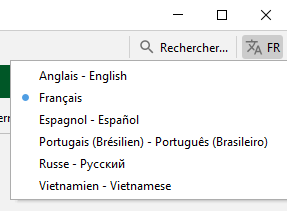 Rechercher... FR
Anglais - English
Français
Espagnol - Español
Portugais (Brésilien) - Português (Brasileiro)
Russe - Русский
Vietnamien - Vietnamese